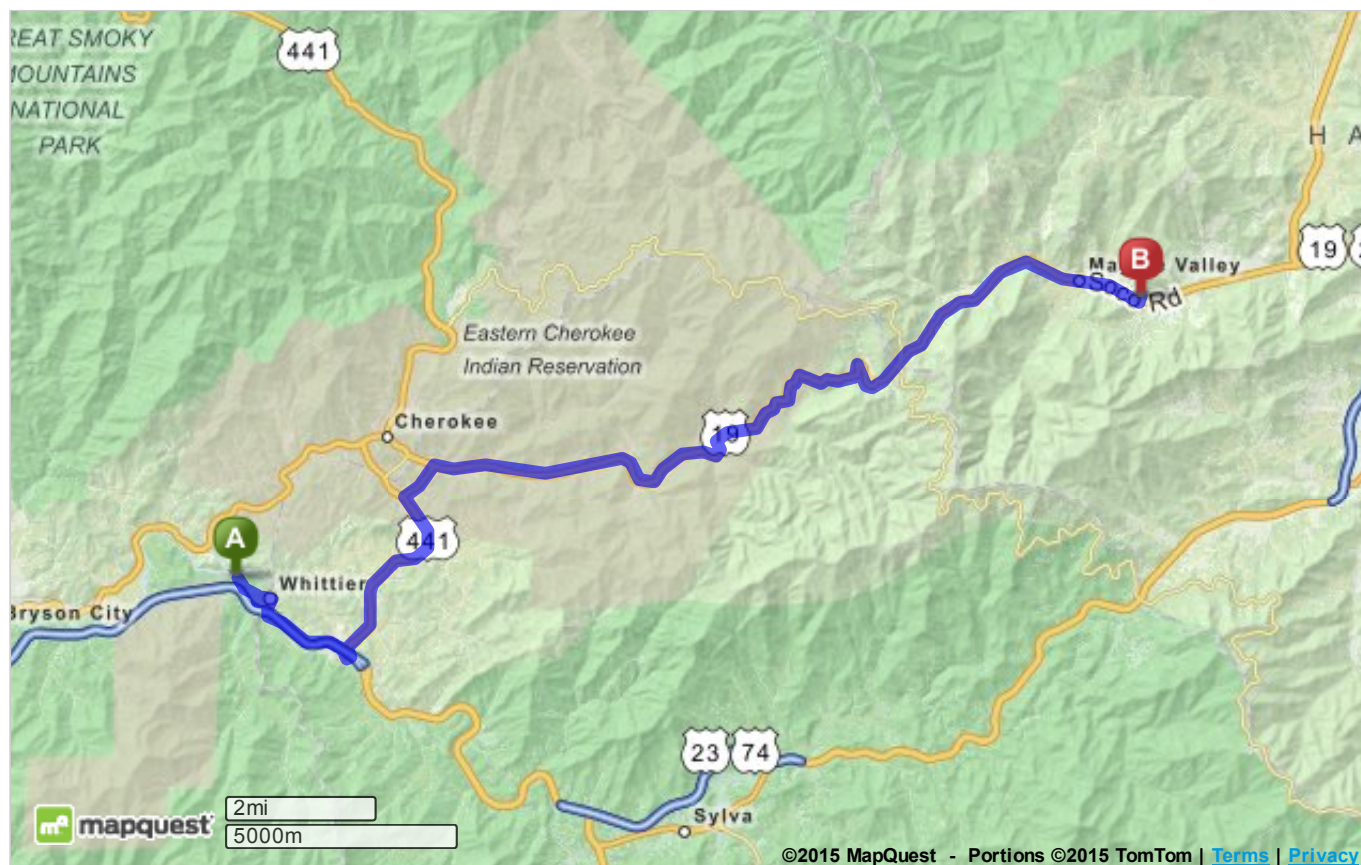 REAT SMOKY
MOUNTAINS
NATIONAL
PARK
441
H A
19
Valley
B
Soco Rd
Eastern Cherokee
Indian Reservation
Cherokee
19
441
A
Whittier
Bryson City
23
74
Sylva
mapquest
2mi
5000m
©2015 MapQuest - Portions ©2015 TomTom | Terms | Privacy